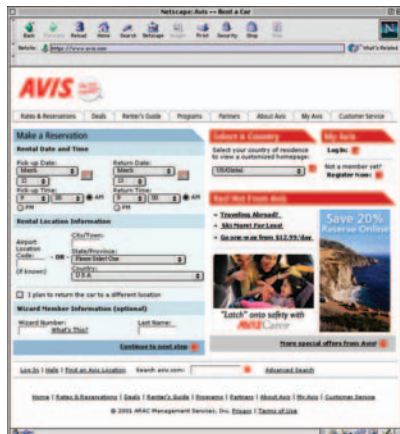 Netscape: Avis -- Rent a Car
Back Reload Home Search Netscape Print Security Stop
https://www.avis.com What's Related
AVIS
Rates & Reservations Deals Renter's Guide Programs Partners About Avis My Avis Customer Service
Make a Reservation
Rental Date and Time
Pick-up Date: Return Date:
March March
Pick-up Time: Return Time:
9 00 AM 9 00 AM
PM PM
Rental Location Information
Airport Location Code: - OR - City/Town:
State/Province:
Please Select One
(if known) Country:
U S A
I plan to return the car to a different location
Wizard Member Information (optional)
Wizard Number: Last Name:
What's This?
Continue to next step
Select a Country
Select your country of residence
to view a customized homepage:
My Avis
Log In:
Not a member yet?
Register Now:
Red Hot From Avis
Traveling Abroad?
Ski More For Less!
Go one-way from $12.99/day
"Latch" onto safety with
AVIS Cares
Save 20%
Reserve Online
More special offers from Avis!
Log In | Help | Find an Avis Location Search avis.com: Advanced Search
Home | Rates & Reservations | Deals | Renter's Guide | Programs | Partners | About Avis | My Avis | Customer Service
© 2001 ARAC Management Services, Inc. Privacy | Terms of Use